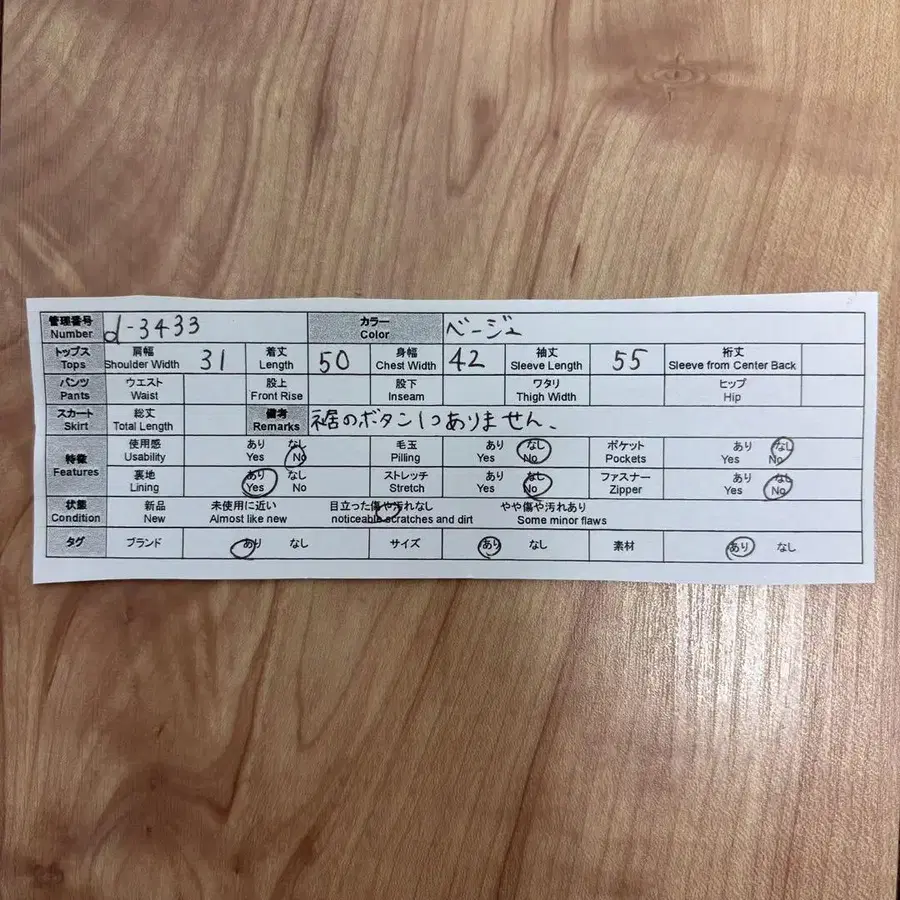 管理番号 Number d-3433 カラー Color ベージュ
トップス Tops 肩幅 Shoulder Width 31 着丈 Length 50 身幅 Chest Width 42 袖丈 Sleeve Length 55 裄丈 Sleeve from Center Back
パンツ Pants ウエスト Waist 股上 Front Rise 股下 Inseam ワタリ Thigh Width ヒップ Hip
スカート Skirt 総丈 Total Length 備考 Remarks 裾のボタン1つありません、
特徴 Features 使用感 Usability あり Yes なし No 毛玉 Pilling あり Yes なし No ポケット Pockets あり Yes なし No
裏地 Lining あり Yes なし No ストレッチ Stretch あり Yes なし No ファスナー Zipper あり Yes なし No
状態 Condition 新品 New 未使用に近い Almost like new 目立った傷や汚れなし noticeable scratches and dirt やや傷や汚れあり Some minor flaws
タグ ブランド あり なし サイズ あり なし 素材 あり なし